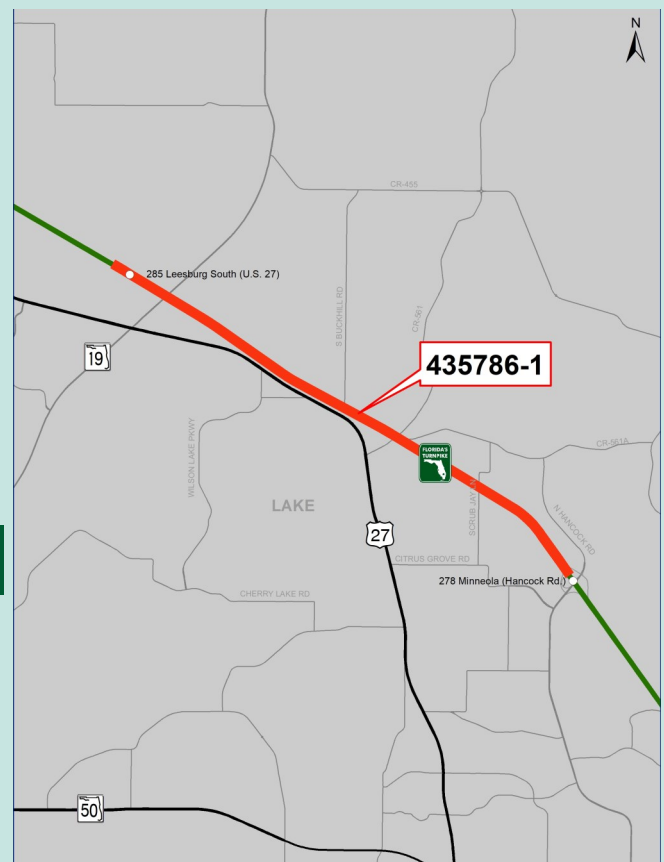 N
CR-455
285 Leesburg South (U.S. 27)
S BUCKHILL RD
CR-561
19
435786-1
FLORIDA'S
TURNPIKE
CR-561A
WILSON LAKE PKWY
LAKE
SCRUB JAY LN
N HANCOCK RD
27
CITRUS GROVE RD
278 Minneola (Hancock Rd.)
CHERRY LAKE RD
50